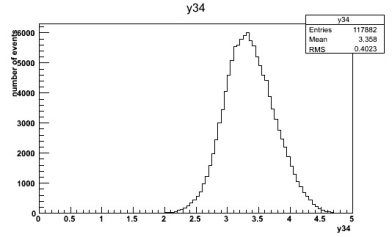 y34
y34
Entries 117882
Mean 3.358
RMS 0.4023
number of events
6000
5000
4000
3000
2000
1000
0
0 0.5 1 1.5 2 2.5 3 3.5 4 4.5 5
y34